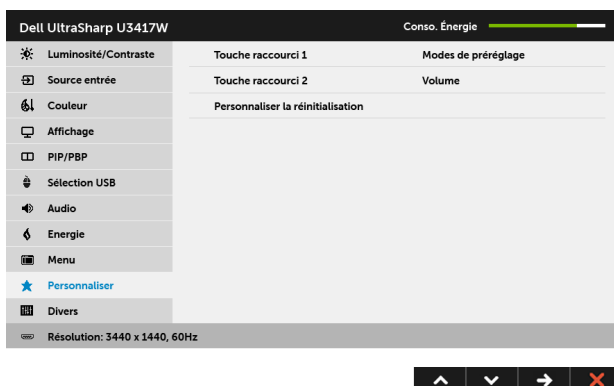 Dell UltraSharp U3417W Conso. Énergie
Luminosité/Contraste Touche raccourci 1 Modes de préréglage
Source entrée Touche raccourci 2 Volume
Couleur Personnaliser la réinitialisation
Affichage
PIP/PBP
Sélection USB
Audio
Energie
Menu
Personnaliser
Divers
Résolution: 3440 x 1440, 60Hz